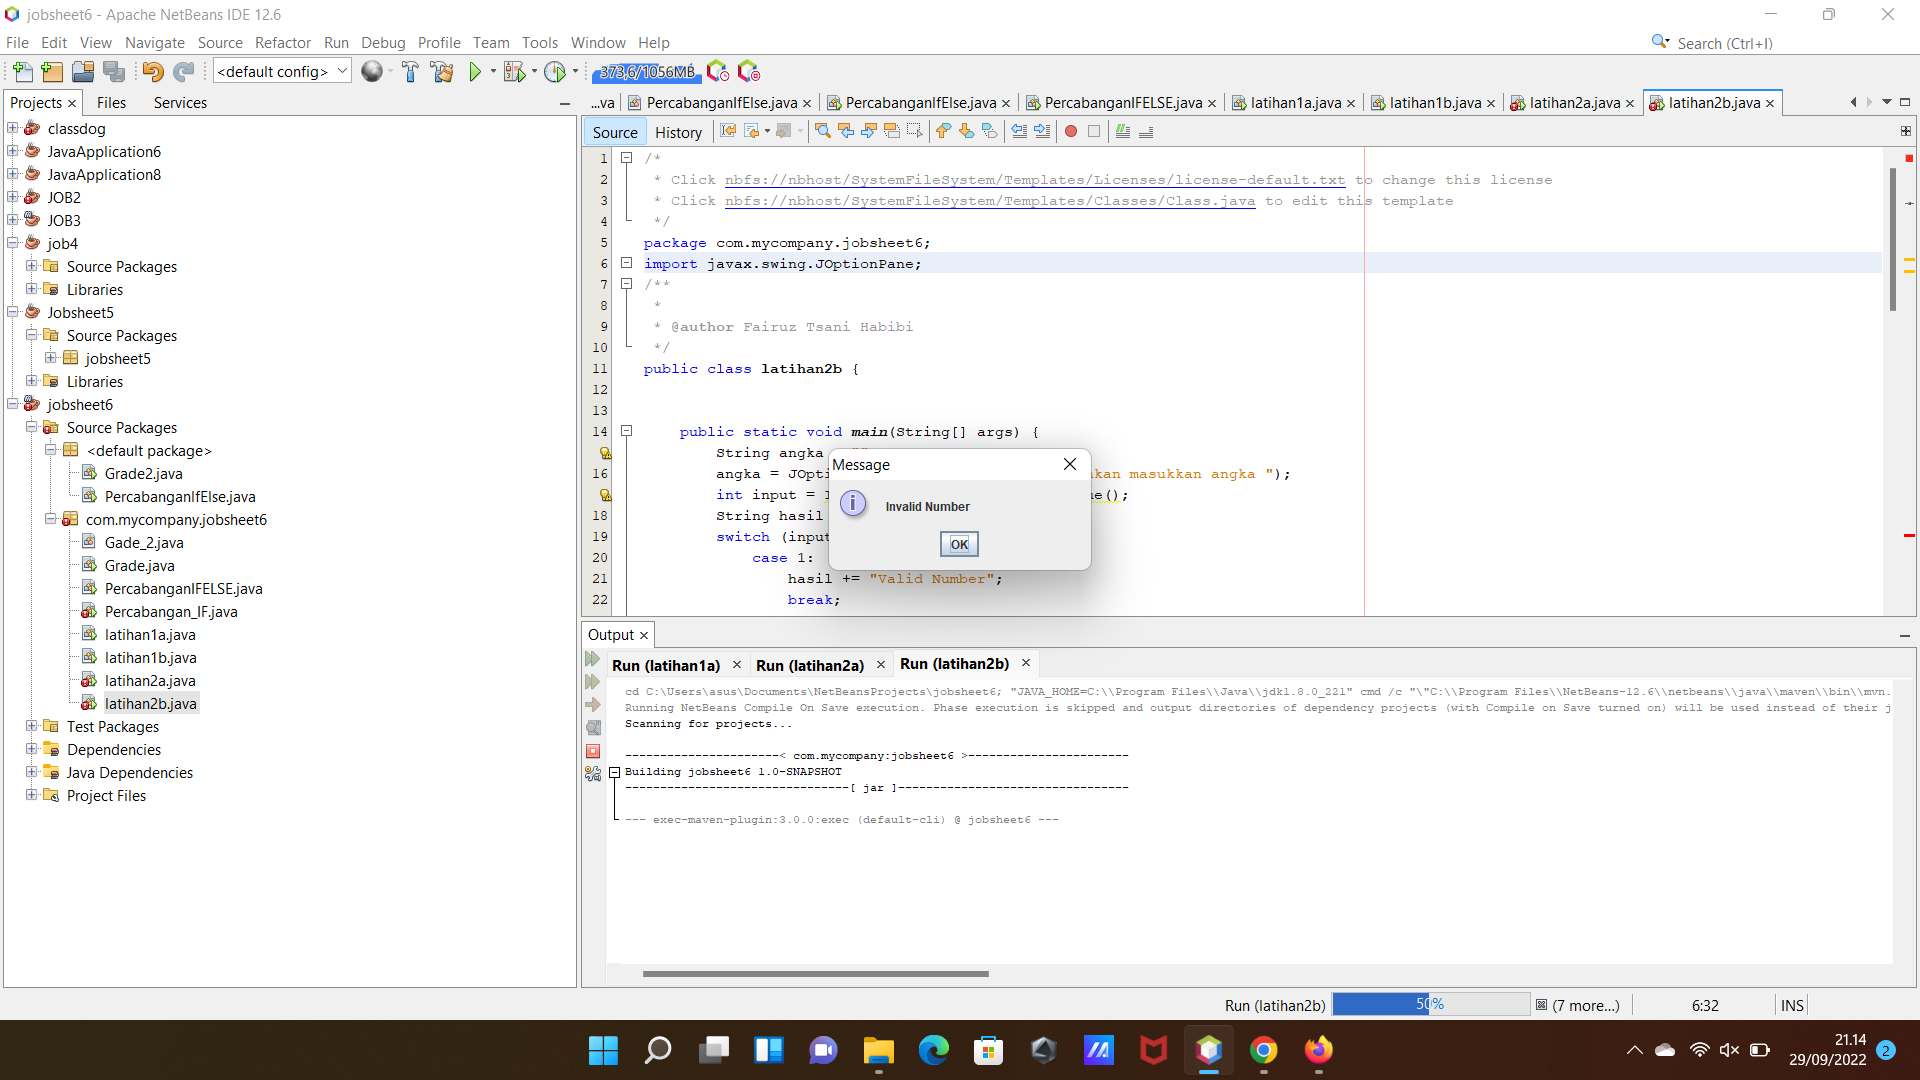 jobsheet6 - Apache NetBeans IDE 12.6
File Edit View Navigate Source Refactor Run Debug Profile Team Tools Window Help
Search (Ctrl+I)
<default config>
373,6/1056MB
Projects Files Services
...va PercabanganIfElse.java PercabanganIfElse.java PercabanganIFELSE.java latihan1a.java latihan1b.java latihan2a.java latihan2b.java
Source History
classdog
JavaApplication6
JavaApplication8
JOB2
JOB3
job4
Source Packages
Libraries
Jobsheet5
Source Packages
jobsheet5
Libraries
jobsheet6
Source Packages
<default package>
Grade2.java
PercabanganIfElse.java
com.mycompany.jobsheet6
Gade_2.java
Grade.java
PercabanganIFELSE.java
Percabangan_IF.java
latihan1a.java
latihan1b.java
latihan2a.java
latihan2b.java
Test Packages
Dependencies
Java Dependencies
Project Files
1 /*
2 * Click nbfs://nbhost/SystemFileSystem/Templates/Licenses/license-default.txt to change this license
3 * Click nbfs://nbhost/SystemFileSystem/Templates/Classes/Class.java to edit this template
4 */
5 package com.mycompany.jobsheet6;
6 import javax.swing.JOptionPane;
7 /**
8 *
9 * @author Fairuz Tsani Habibi
10 */
11 public class latihan2b {
12
13
14 public static void main(String[] args) {
String angka
16 angka = JOpti kan masukkan angka ");
int input = e();
18 String hasil
19 switch (input
20 case 1:
21 hasil += "Valid Number";
22 break;
Message
Invalid Number
OK
Output
Run (latihan1a) Run (latihan2a) Run (latihan2b)
cd C:\Users\asus\Documents\NetBeansProjects\jobsheet6; "JAVA_HOME=C:\\Program Files\\Java\\jdk1.8.0_221" cmd /c "\"C:\\Program Files\\NetBeans-12.6\\netbeans\\java\\maven\\bin\\mvn.
Running NetBeans Compile On Save execution. Phase execution is skipped and output directories of dependency projects (with Compile on Save turned on) will be used instead of their j
Scanning for projects...
----------------------< com.mycompany:jobsheet6 >-----------------------
Building jobsheet6 1.0-SNAPSHOT
--------------------------------[ jar ]---------------------------------
--- exec-maven-plugin:3.0.0:exec (default-cli) @ jobsheet6 ---
Run (latihan2b) 50% (7 more...) 6:32 INS
21.14
29/09/2022
2